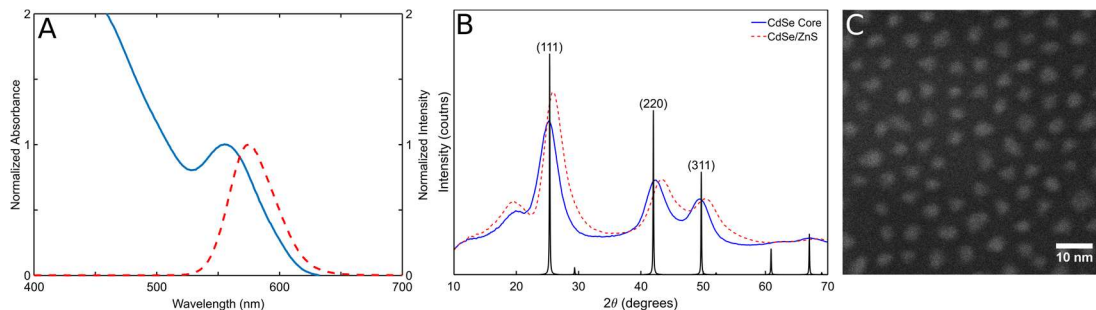 A
2
1
0
2
1
0
400
500
600
700
Normalized Absorbance
Normalized Intensity
Wavelength (nm)
B
CdSe Core
CdSe/ZnS
(111)
(220)
(311)
Intensity (coutns)
10
20
30
40
50
60
70
2θ (degrees)
C
10 nm